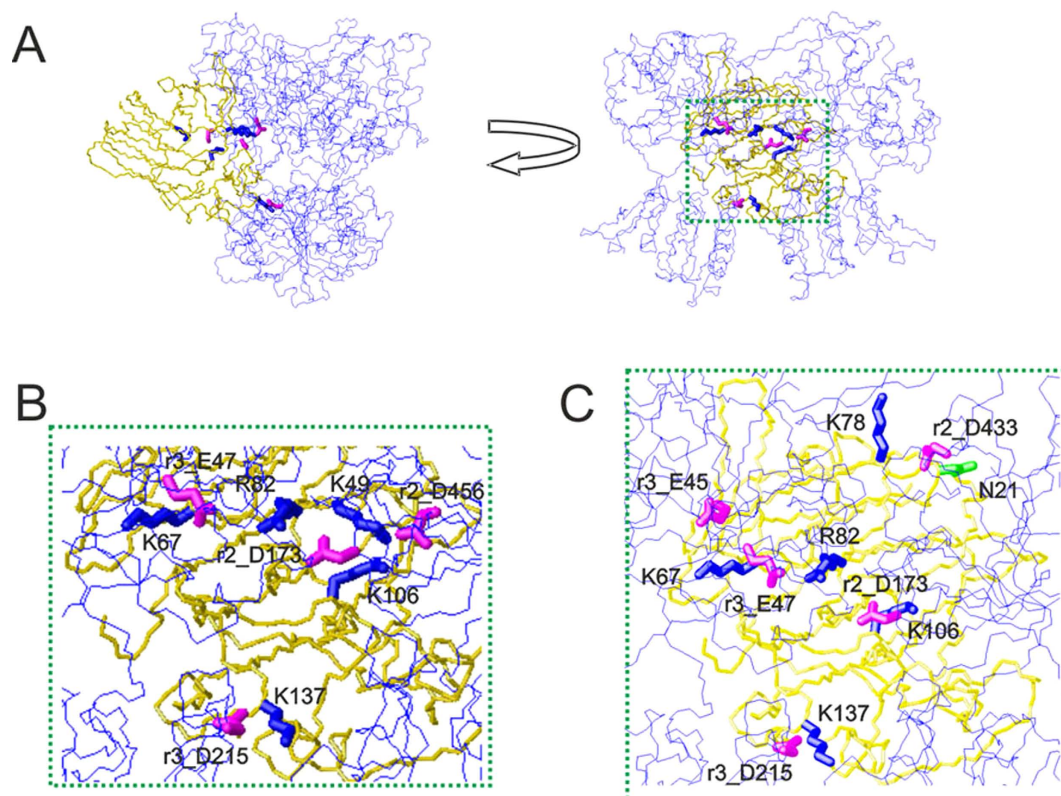 A
B
r3_E47
R82
K49
r2_D456
K67
r2_D173
K106
K137
r3_D215
C
K78
r2_D433
r3_E45
N21
R82
K67
r2_D173
r3_E47
K106
K137
r3_D215